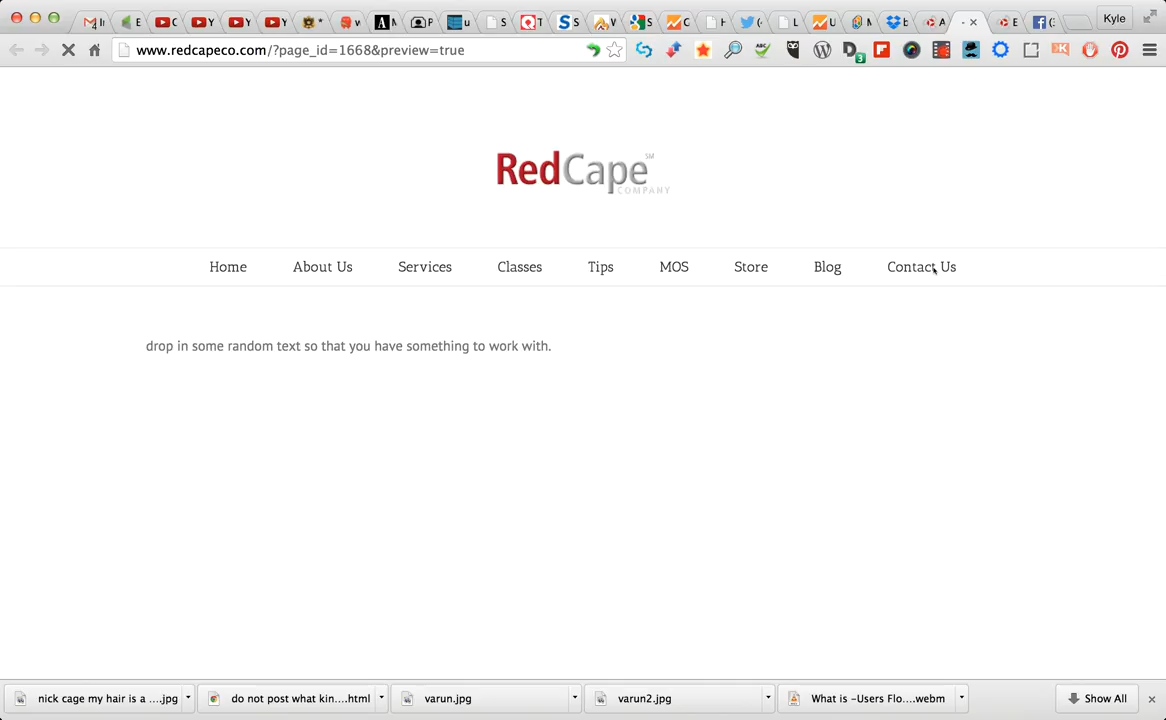 Kyle
www.redcapeco.com/?page_id=1668&preview=true
RedCape SM
COMPANY
Home About Us Services Classes Tips MOS Store Blog Contact Us
drop in some random text so that you have something to work with.
nick cage my hair is a ....jpg do not post what kin....html varun.jpg varun2.jpg What is -Users Flo....webm Show All